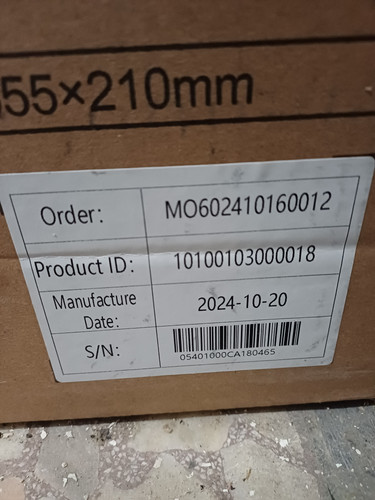 55×210mm
Order: MO602410160012
Product ID: 10100103000018
Manufacture
Date: 2024-10-20
S/N: 05401000CA180465